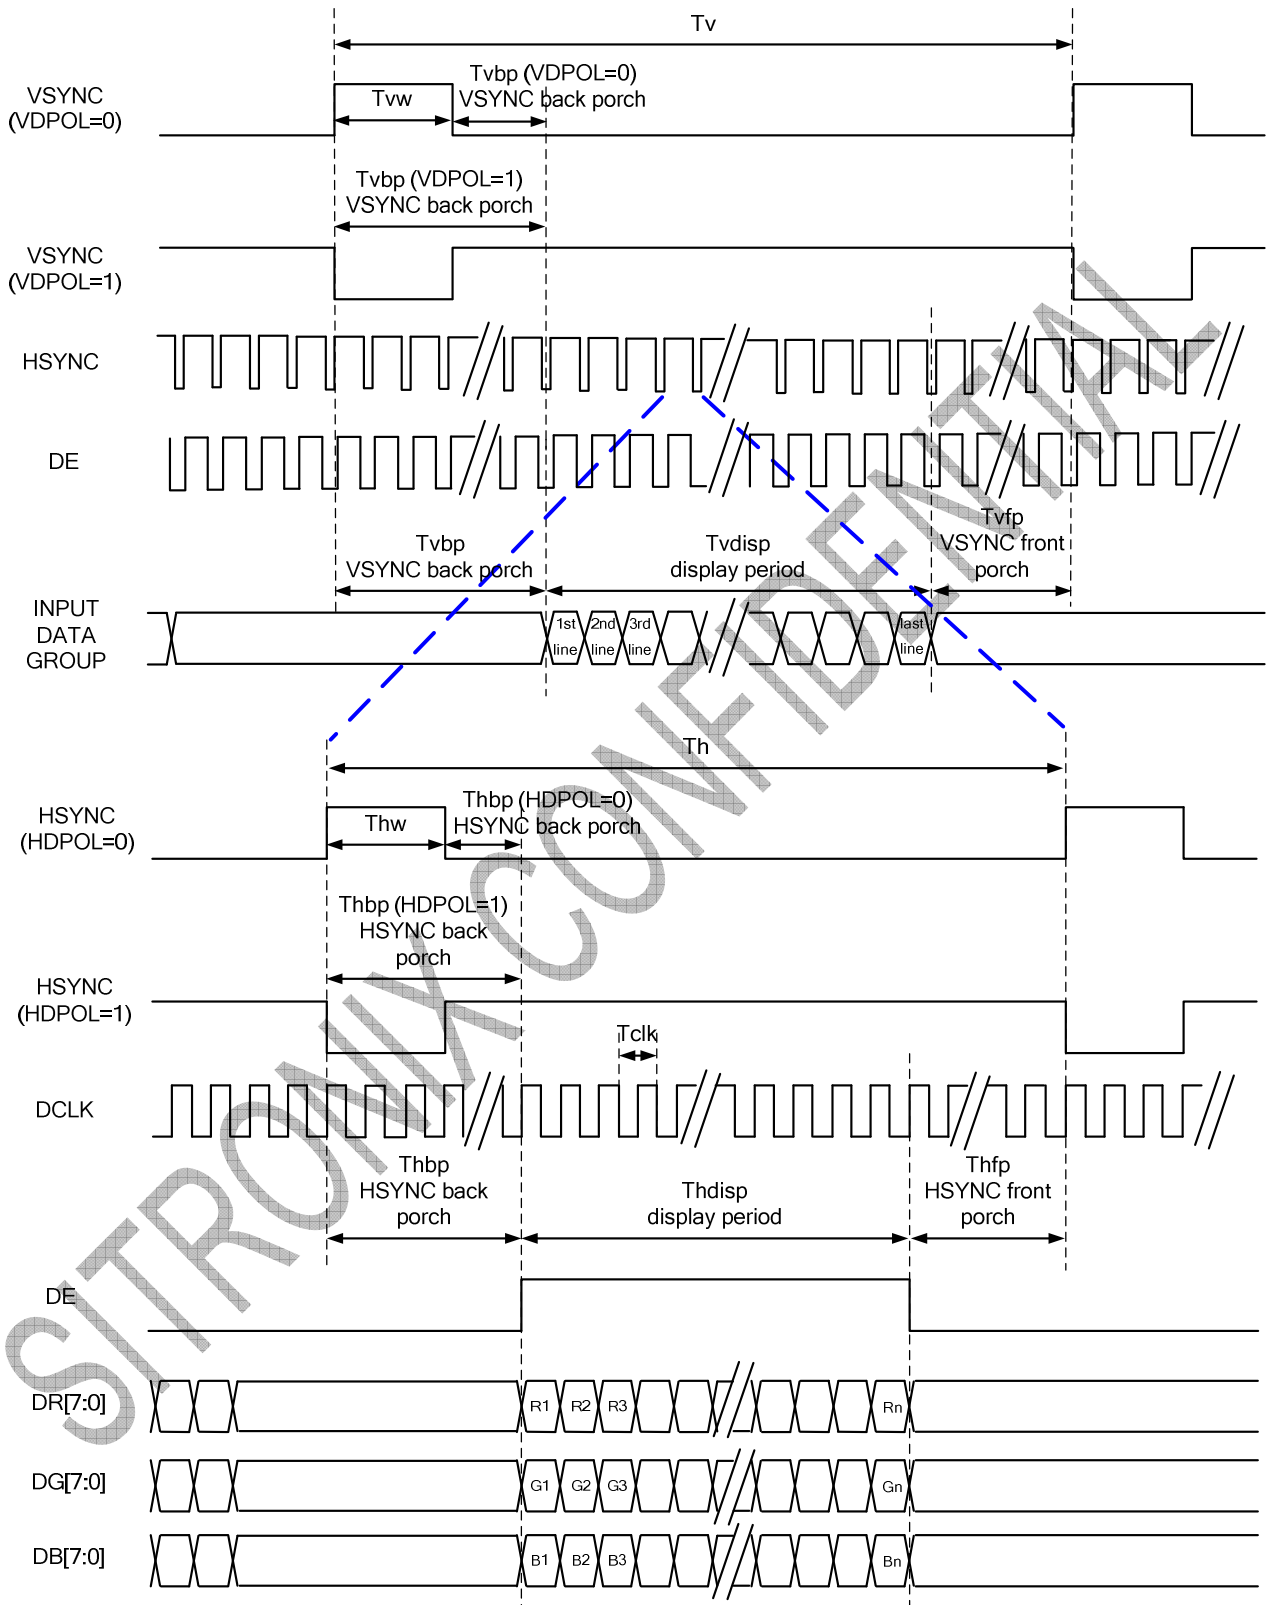 Tv
VSYNC
(VDPOL=0)
Tvw
Tvbp (VDPOL=0)
VSYNC back porch
Tvbp (VDPOL=1)
VSYNC back porch
VSYNC
(VDPOL=1)
HSYNC
DE
Tvbp
VSYNC back porch
Tvdisp
display period
Tvfp
VSYNC front
porch
INPUT
DATA
GROUP
1st
line
2nd
line
3rd
line
last
line
Th
HSYNC
(HDPOL=0)
Thw
Thbp (HDPOL=0)
HSYNC back porch
Thbp (HDPOL=1)
HSYNC back
porch
HSYNC
(HDPOL=1)
Tclk
DCLK
Thbp
HSYNC back
porch
Thdisp
display period
Thfp
HSYNC front
porch
DE
DR[7:0]
R1 R2 R3 Rn
DG[7:0]
G1 G2 G3 Gn
DB[7:0]
B1 B2 B3 Bn
SITRONIX CONFIDENTIAL